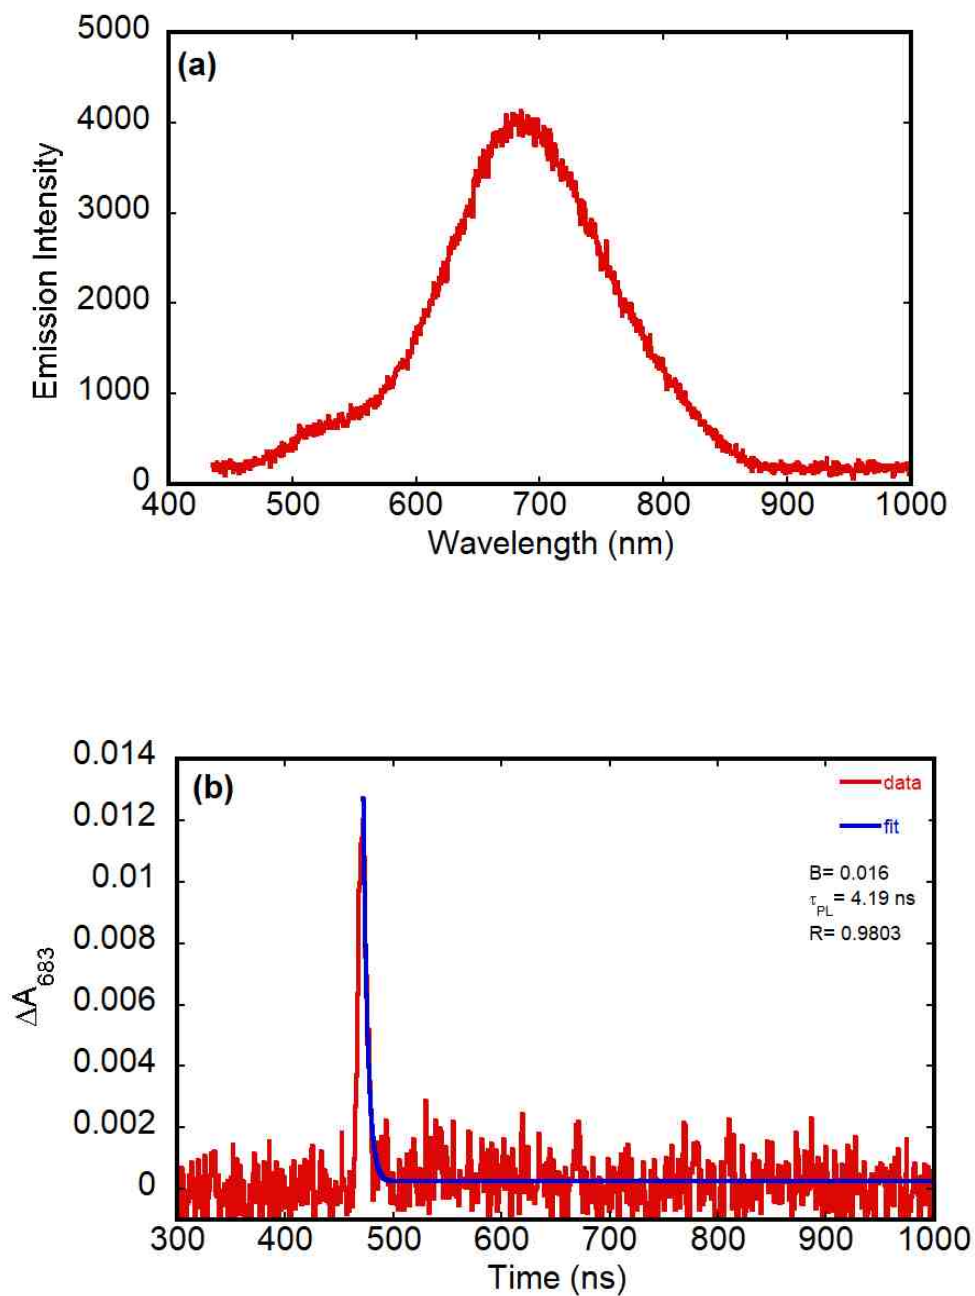 (a)
Emission Intensity
5000
4000
3000
2000
1000
0
400 500 600 700 800 900 1000
Wavelength (nm)
(b)
ΔA683
0.014
0.012
0.01
0.008
0.006
0.004
0.002
0
data
fit
B= 0.016
τPL= 4.19 ns
R= 0.9803
300 400 500 600 700 800 900 1000
Time (ns)